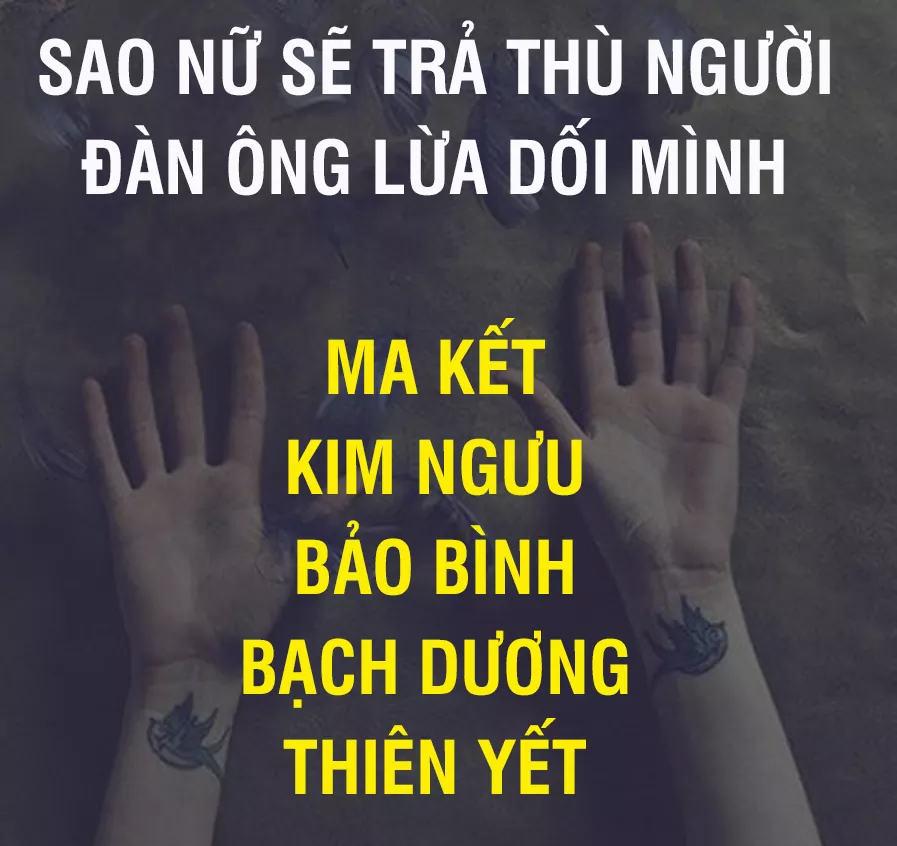 SAO NỮ SẼ TRẢ THÙ NGƯỜI
ĐÀN ÔNG LỪA DỐI MÌNH
MA KẾT
KIM NGƯU
BẢO BÌNH
BẠCH DƯƠNG
THIÊN YẾT